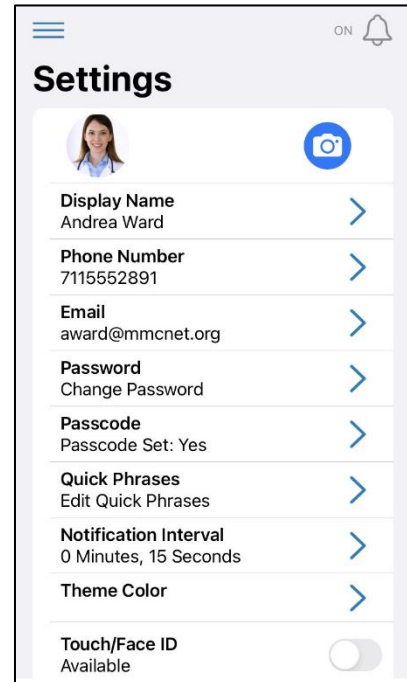 ON
Settings
Display Name
Andrea Ward
Phone Number
7115552891
Email
award@mmcnet.org
Password
Change Password
Passcode
Passcode Set: Yes
Quick Phrases
Edit Quick Phrases
Notification Interval
0 Minutes, 15 Seconds
Theme Color
Touch/Face ID
Available